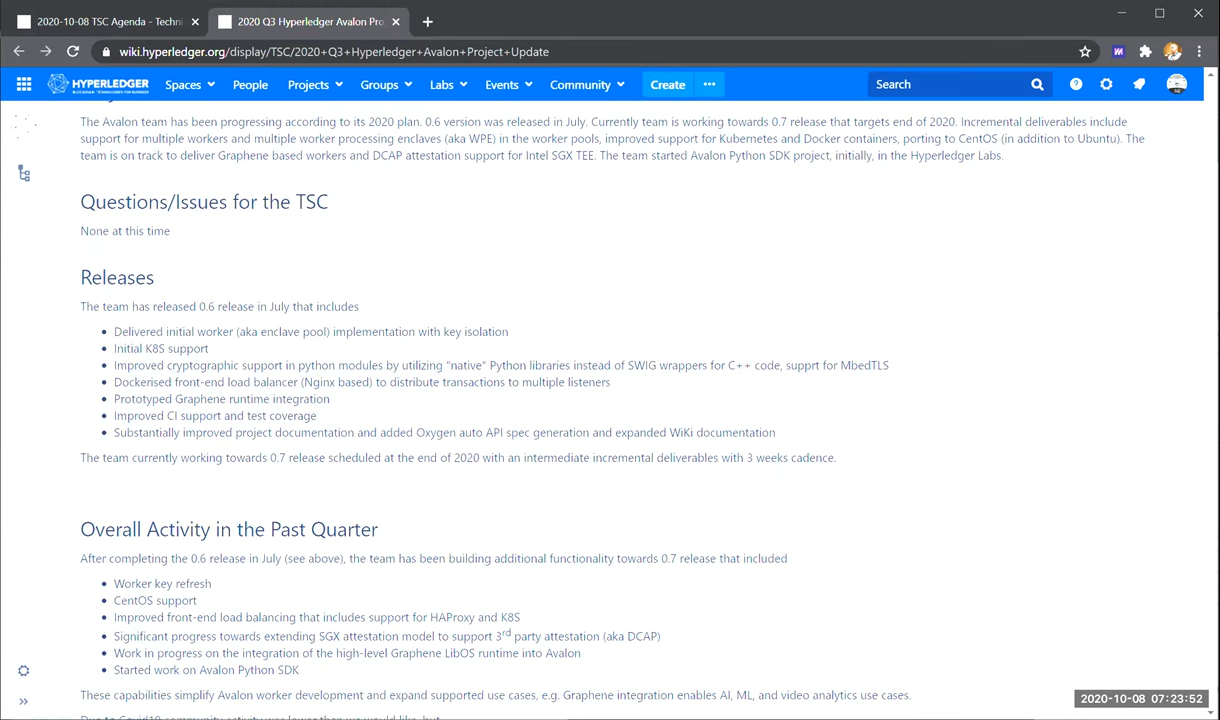 2020-10-08 TSC Agenda - Techni
2020 Q3 Hyperledger Avalon Pro
wiki.hyperledger.org/display/TSC/2020+Q3+Hyperledger+Avalon+Project+Update
HYPERLEDGER
BLOCKCHAIN TECHNOLOGIES FOR BUSINESS
Spaces People Projects Groups Labs Events Community Create ••• Search
The Avalon team has been progressing according to its 2020 plan. 0.6 version was released in July. Currently team is working towards 0.7 release that targets end of 2020. Incremental deliverables include
support for multiple workers and multiple worker processing enclaves (aka WPE) in the worker pools, improved support for Kubernetes and Docker containers, porting to CentOS (in addition to Ubuntu). The
team is on track to deliver Graphene based workers and DCAP attestation support for Intel SGX TEE. The team started Avalon Python SDK project, initially, in the Hyperledger Labs.
Questions/Issues for the TSC
None at this time
Releases
The team has released 0.6 release in July that includes
• Delivered initial worker (aka enclave pool) implementation with key isolation
• Initial K8S support
• Improved cryptographic support in python modules by utilizing "native" Python libraries instead of SWIG wrappers for C++ code, supprt for MbedTLS
• Dockerised front-end load balancer (Nginx based) to distribute transactions to multiple listeners
• Prototyped Graphene runtime integration
• Improved CI support and test coverage
• Substantially improved project documentation and added Oxygen auto API spec generation and expanded WiKi documentation
The team currently working towards 0.7 release scheduled at the end of 2020 with an intermediate incremental deliverables with 3 weeks cadence.
Overall Activity in the Past Quarter
After completing the 0.6 release in July (see above), the team has been building additional functionality towards 0.7 release that included
• Worker key refresh
• CentOS support
• Improved front-end load balancing that includes support for HAProxy and K8S
• Significant progress towards extending SGX attestation model to support 3rd party attestation (aka DCAP)
• Work in progress on the integration of the high-level Graphene LibOS runtime into Avalon
• Started work on Avalon Python SDK
These capabilities simplify Avalon worker development and expand supported use cases, e.g. Graphene integration enables AI, ML, and video analytics use cases.
2020-10-08 07:23:52